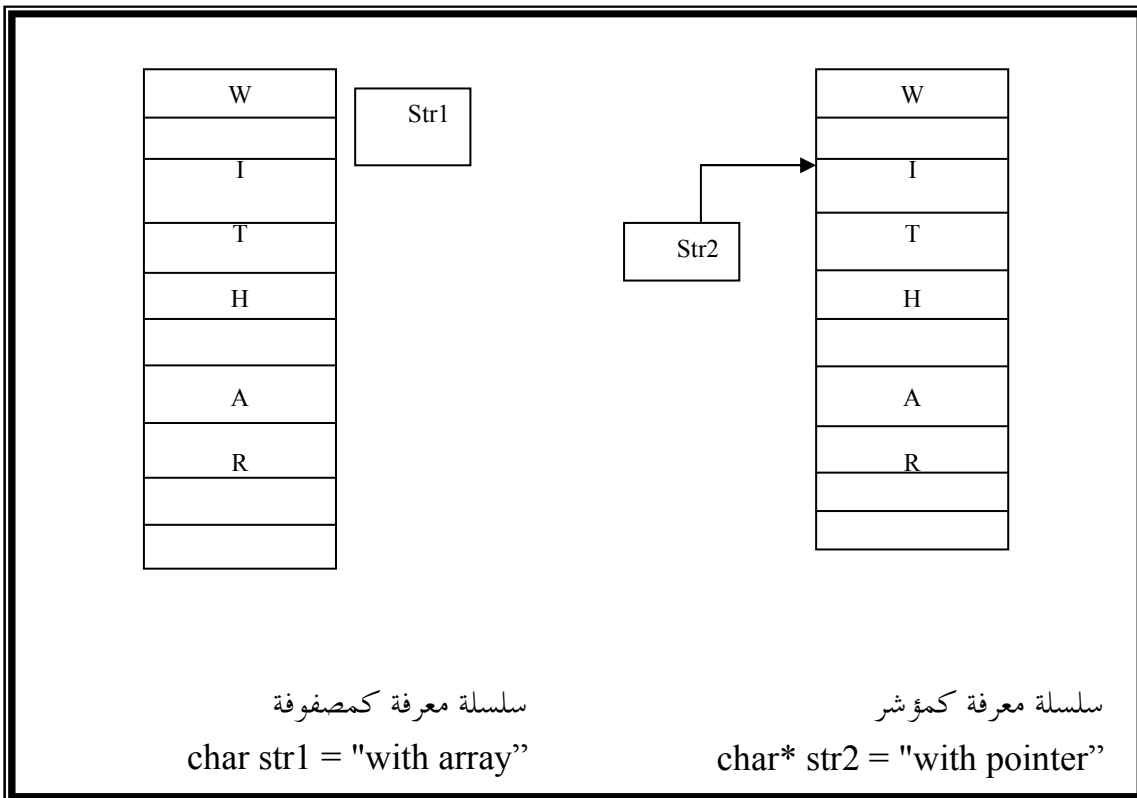 W
I
T
H
A
R
Str1
Str2
W
I
T
H
A
R
سلسلة معرفة كمصفوفة
char str1 = "with array”
سلسلة معرفة كمؤشر
char* str2 = "with pointer”